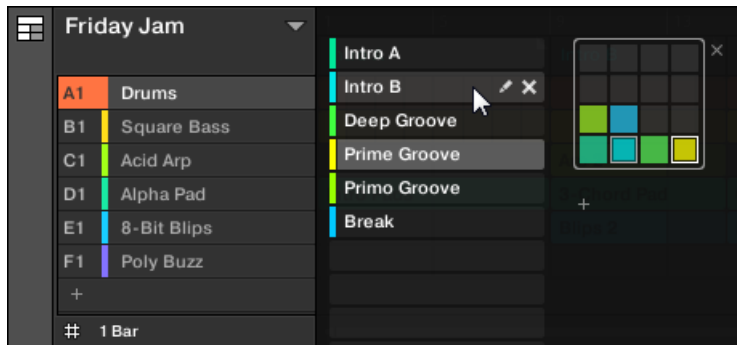 Friday Jam
A1 Drums
B1 Square Bass
C1 Acid Arp
D1 Alpha Pad
E1 8-Bit Blips
F1 Poly Buzz
+
# 1 Bar
Intro A
Intro B
Deep Groove
Prime Groove
Primo Groove
Break
+